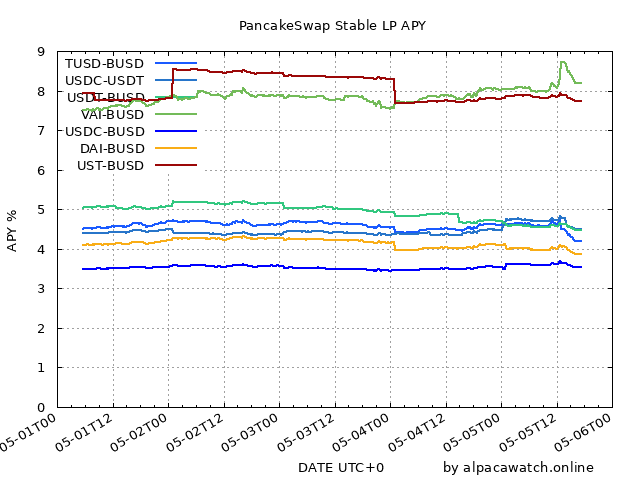 PancakeSwap Stable LP APY
APY %
9
8
7
6
5
4
3
2
1
0
TUSD-BUSD
USDC-USDT
USDT-BUSD
VAI-BUSD
USDC-BUSD
DAI-BUSD
UST-BUSD
05-01T00
05-01T12
05-02T00
05-02T12
05-03T00
05-03T12
05-04T00
05-04T12
05-05T00
05-05T12
05-06T00
DATE UTC+0
by alpacawatch.online